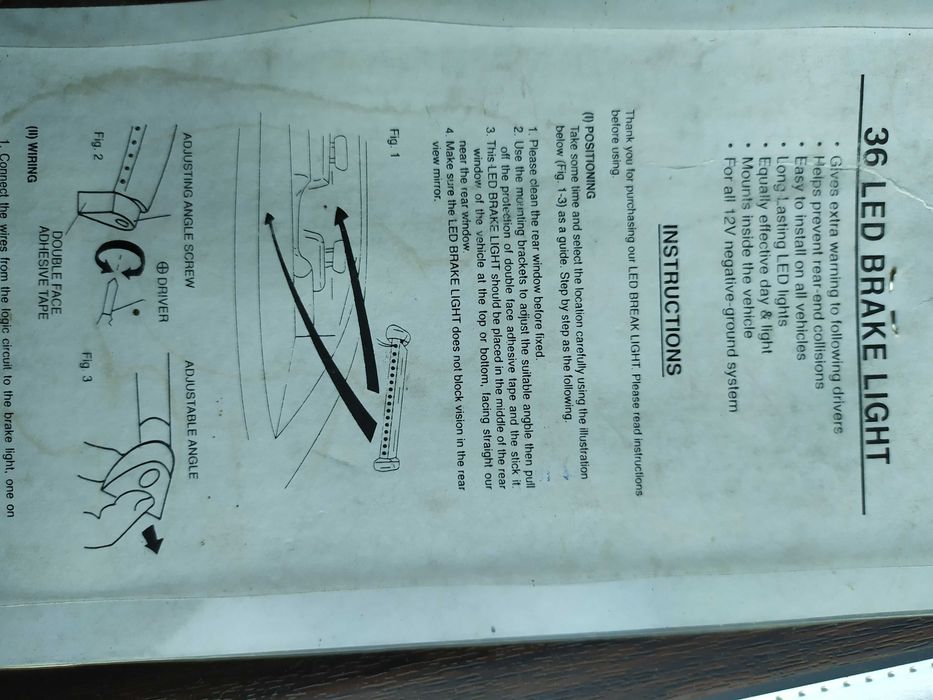 36 LED BRAKE LIGHT
• Gives extra warning to following drivers
• Helps prevent rear-end collisions
• Easy to install on all vehicles
• Long Lasting LED lights
• Equally effective day & light
• Mounts inside the vehicle
• For all 12V negative-ground system
INSTRUCTIONS
Thank you for purchasing our LED BREAK LIGHT. Please read instructions
before using.
(I) POSITIONING
Take some time and select the location carefully using the illustration
below (Fig. 1-3) as a guide. Step by step as the following.
1. Please clean the rear window before fixed.
2. Use the mounting brackets to adjust the suitable angble then pull
off the protection of double face adhesive tape and the stick it.
3. This LED BRAKE LIGHT should be placed in the middle of the rear
window of the vehicle at the top or bottom, facing straight our
near the rear window.
4. Make sure the LED BRAKE LIGHT does not block vision in the rear
view mirror.
Fig. 1
ADJUSTING ANGLE SCREW
⊕ DRIVER
Fig. 2
DOUBLE FACE
ADHESIVE TAPE
ADJUSTABLE ANGLE
Fig. 3
(II) WIRING
1. Connect the wires from the logic circuit to the brake light, one on